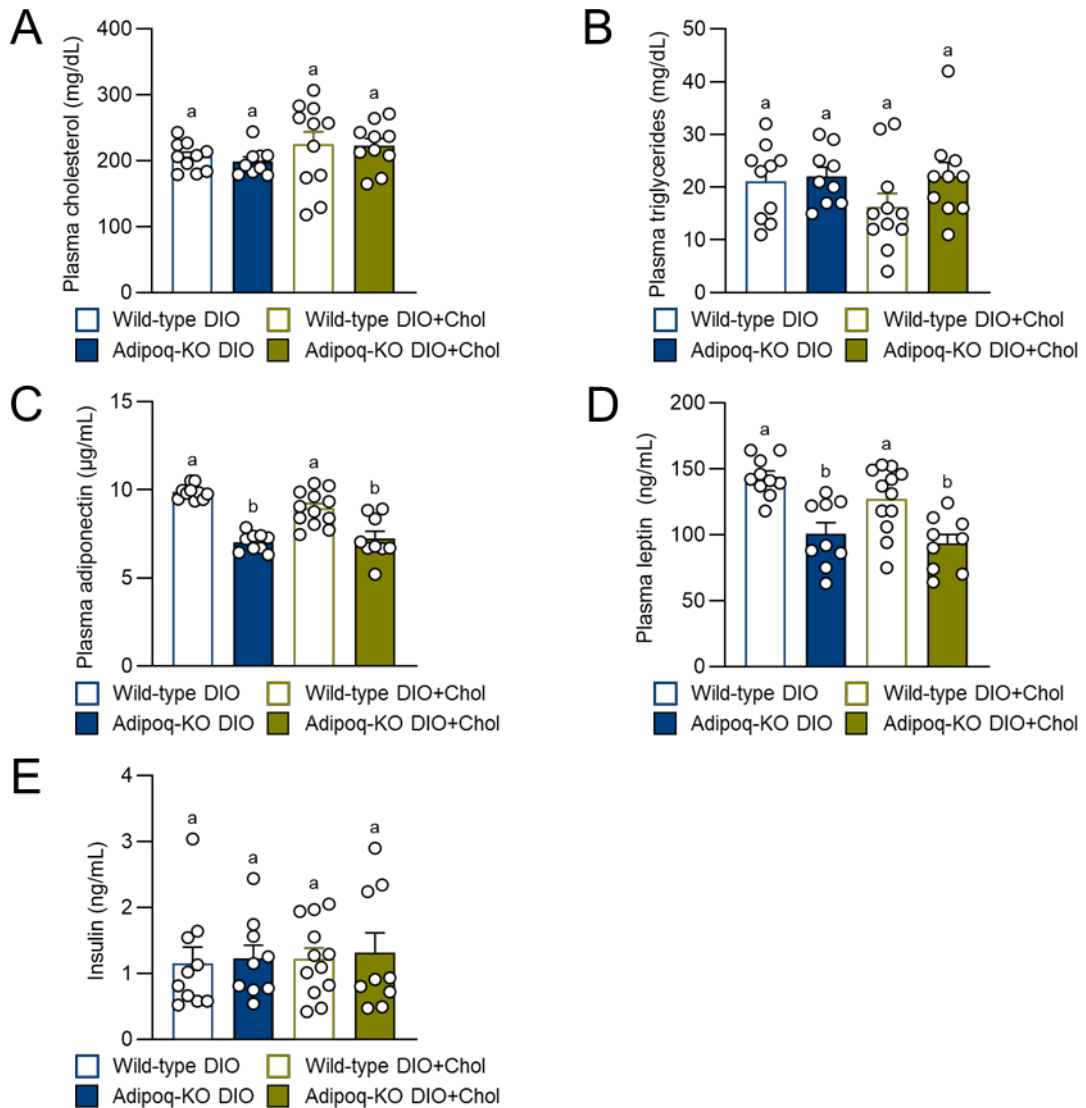 A
Plasma cholesterol (mg/dL)
400
300
200
100
0
a a a a
Wild-type DIO Wild-type DIO+Chol
Adipoq-KO DIO Adipoq-KO DIO+Chol
B
Plasma triglycerides (mg/dL)
50
40
30
20
10
0
a a a a
Wild-type DIO Wild-type DIO+Chol
Adipoq-KO DIO Adipoq-KO DIO+Chol
C
Plasma adiponectin (µg/mL)
15
10
5
0
a b a b
Wild-type DIO Wild-type DIO+Chol
Adipoq-KO DIO Adipoq-KO DIO+Chol
D
Plasma leptin (ng/mL)
200
150
100
50
0
a b a b
Wild-type DIO Wild-type DIO+Chol
Adipoq-KO DIO Adipoq-KO DIO+Chol
E
Insulin (ng/mL)
4
3
2
1
0
a a a a
Wild-type DIO Wild-type DIO+Chol
Adipoq-KO DIO Adipoq-KO DIO+Chol